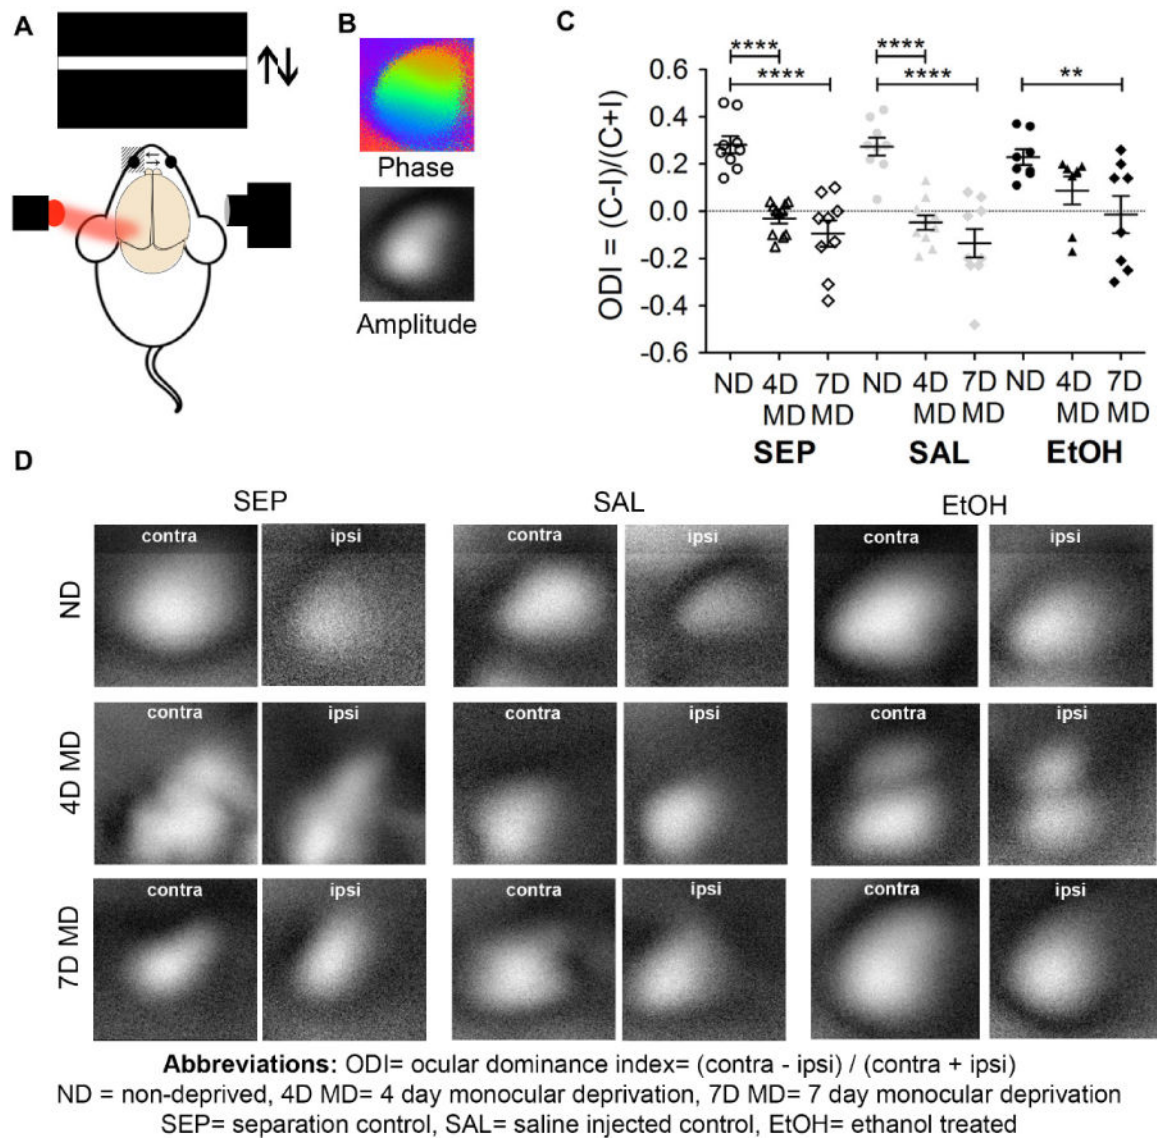 A
B
Phase
Amplitude
C
**** **** **
**** ****
ODI = (C-I)/(C+I)
0.6
0.4
0.2
0.0
-0.2
-0.4
-0.6
ND 4D MD 7D MD ND 4D MD 7D MD ND 4D MD 7D MD
SEP SAL EtOH
D
SEP SAL EtOH
ND
contra ipsi contra ipsi contra ipsi
4D MD
contra ipsi contra ipsi contra ipsi
7D MD
contra ipsi contra ipsi contra ipsi
Abbreviations: ODI= ocular dominance index= (contra - ipsi) / (contra + ipsi)
ND = non-deprived, 4D MD= 4 day monocular deprivation, 7D MD= 7 day monocular deprivation
SEP= separation control, SAL= saline injected control, EtOH= ethanol treated